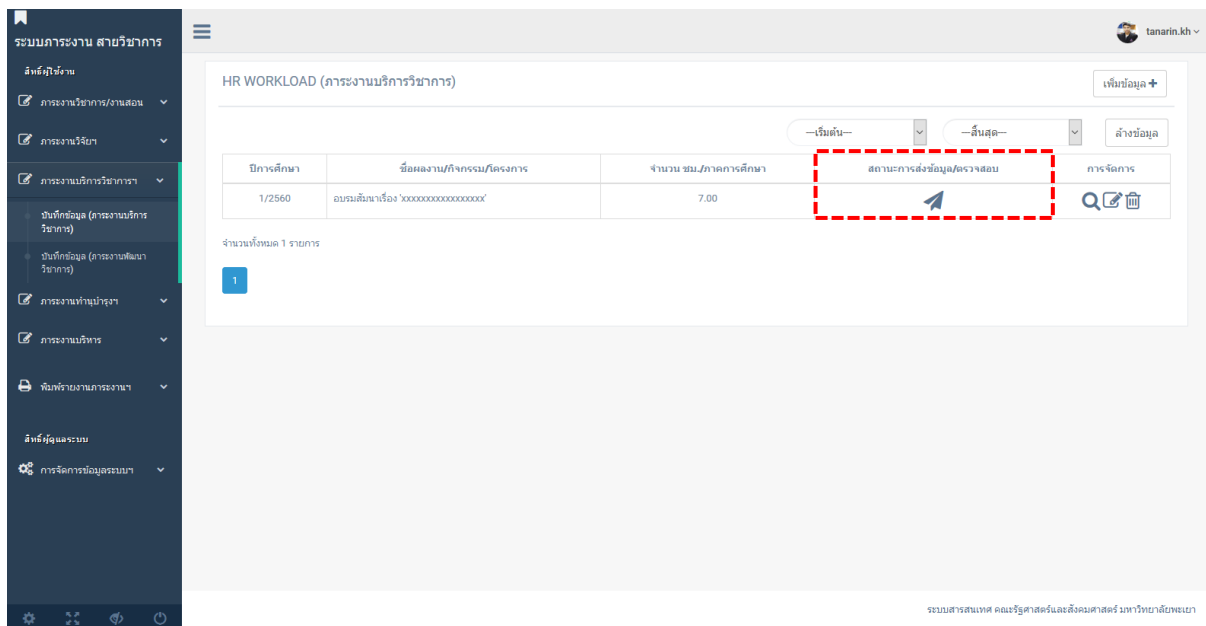 ระบบภาระงาน สายวิชาการ
tanarin.kh
สิทธิ์ผู้ใช้งาน
ภาระงานวิชาการ/งานสอน
ภาระงานวิจัยฯ
ภาระงานบริการวิชาการฯ
บันทึกข้อมูล (ภาระงานบริการ
วิชาการ)
บันทึกข้อมูล (ภาระงานพัฒนา
วิชาการ)
ภาระงานทำนุบำรุงฯ
ภาระงานบริหาร
พิมพ์รายงานภาระงานฯ
สิทธิ์ผู้ดูแลระบบ
การจัดการข้อมูลระบบฯ
HR WORKLOAD (ภาระงานบริการวิชาการ)
เพิ่มข้อมูล
---เริ่มต้น---
---สิ้นสุด---
ล้างข้อมูล
ปีการศึกษา ชื่อผลงาน/กิจกรรม/โครงการ จำนวน ชม./ภาคการศึกษา สถานะการส่งข้อมูล/ตรวจสอบ การจัดการ
1/2560 อบรมสัมนาเรื่อง 'xxxxxxxxxxxxxxxxx' 7.00
จำนวนทั้งหมด 1 รายการ
1
ระบบสารสนเทศ คณะรัฐศาสตร์และสังคมศาสตร์ มหาวิทยาลัยพะเยา